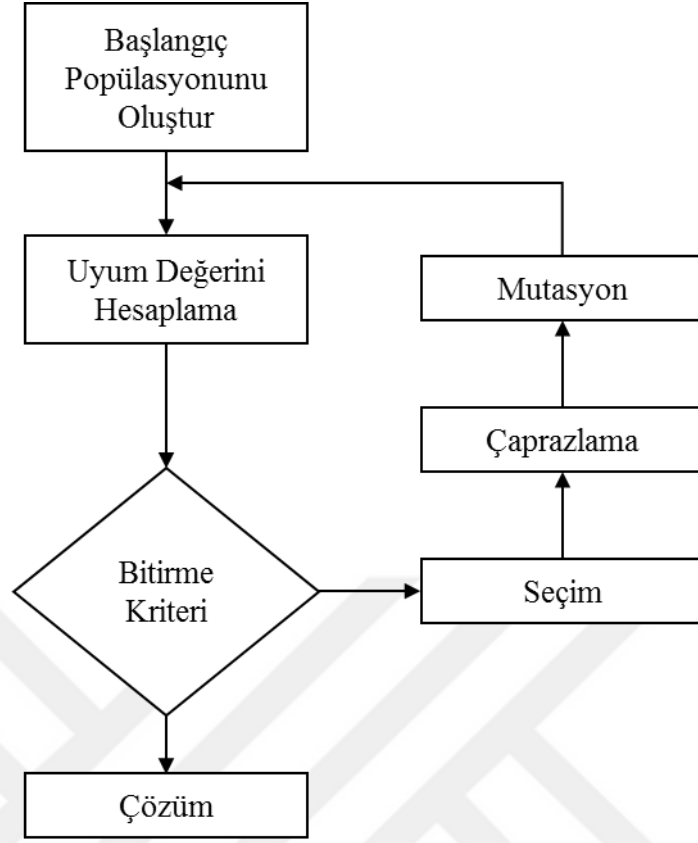 Başlangıç
Popülasyonunu
Oluştur
Uyum Değerini
Hesaplama
Mutasyon
Çaprazlama
Bitirme
Kriteri
Seçim
Çözüm